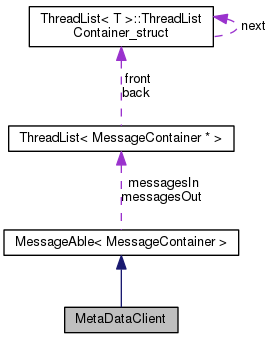 ThreadList< T >::ThreadList
Container_struct
next
front
back
ThreadList< MessageContainer * >
messagesIn
messagesOut
MessageAble< MessageContainer >
MetaDataClient